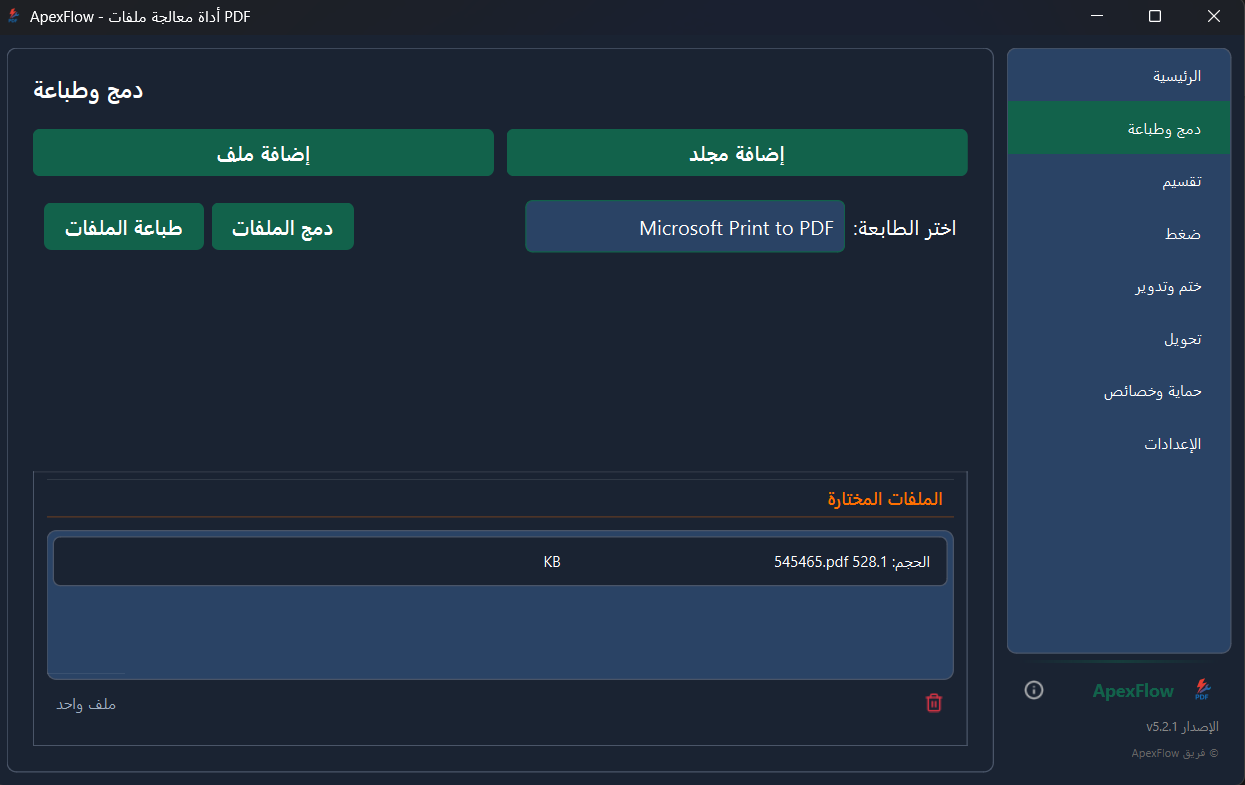 ApexFlow - أداة معالجة ملفات PDF
الرئيسية
دمج وطباعة
تقسيم
ضغط
ختم وتدوير
تحويل
حماية وخصائص
الإعدادات
ApexFlow
PDF
الإصدار v5.2.1
© فريق ApexFlow
دمج وطباعة
إضافة مجلد
إضافة ملف
اختر الطابعة:
Microsoft Print to PDF
دمج الملفات
طباعة الملفات
الملفات المختارة
545465.pdf الحجم: 528.1 KB
ملف واحد